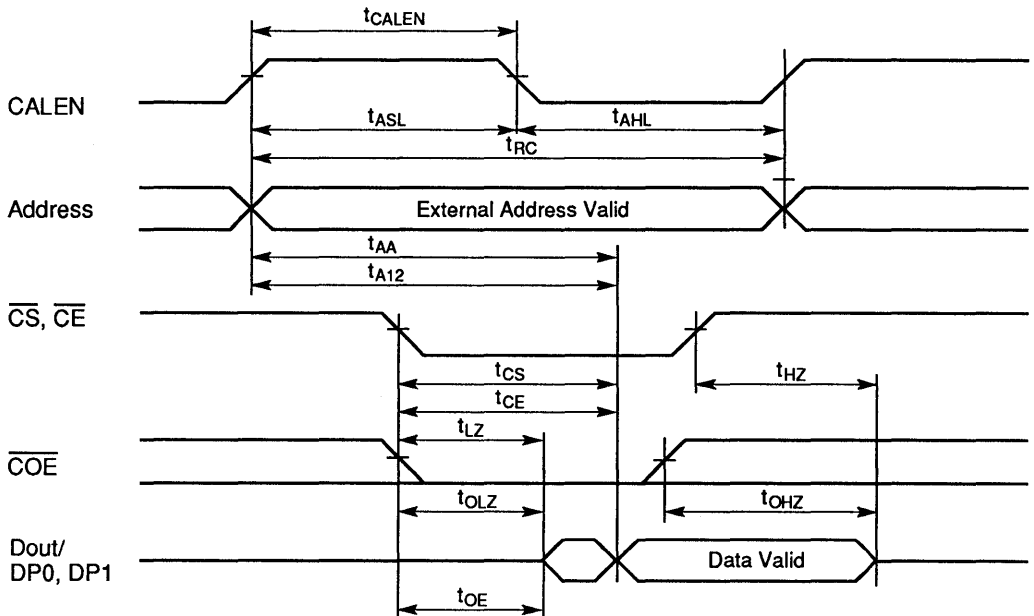 tCALEN
CALEN
tASL
tAHL
tRC
Address
External Address Valid
tAA
tA12
CS, CE
tCS
tHZ
tCE
tLZ
COE
tOLZ
tOHZ
Dout/
DP0, DP1
Data Valid
tOE